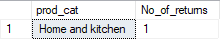 prod_cat No_of_returns
1 Home and kitchen 1